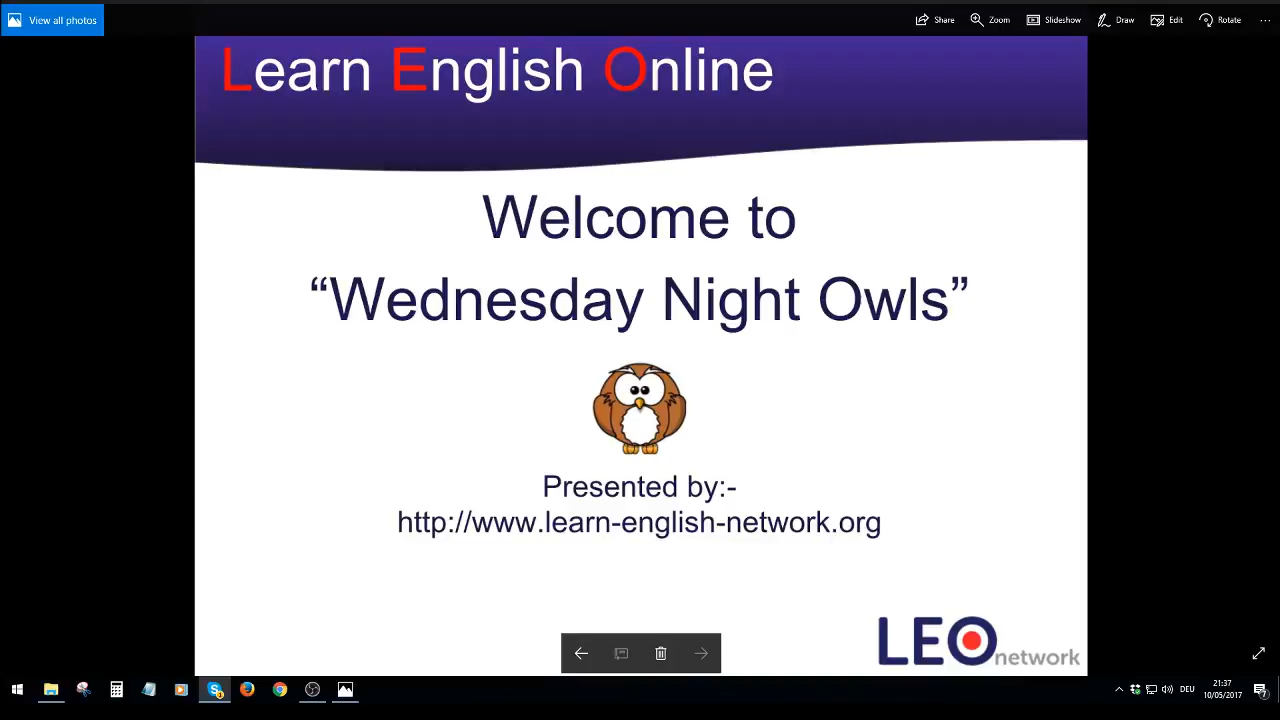 View all photos
Share
Zoom
Slideshow
Draw
Edit
Rotate
Learn English Online
Welcome to
“Wednesday Night Owls”
Presented by:-
http://www.learn-english-network.org
LEO network
DEU
21:37
10/05/2017